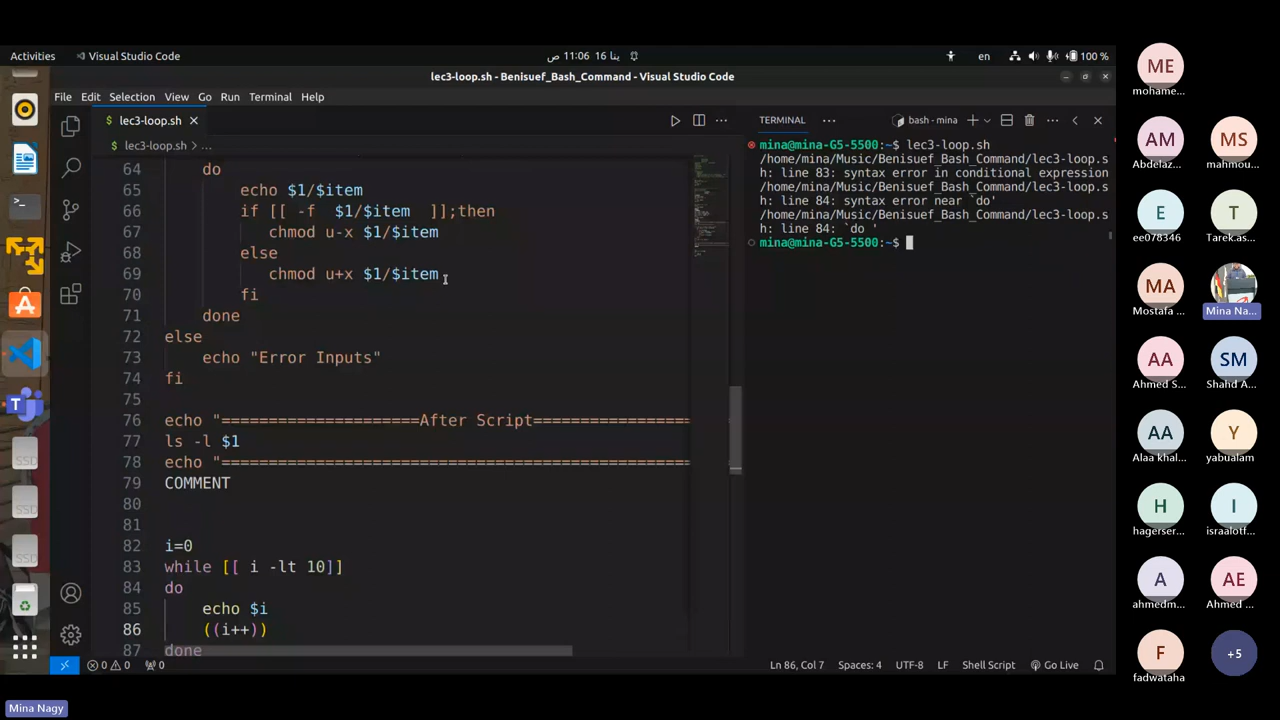 Activities
Visual Studio Code
11:06 ص
16 ينا
en
100 %
lec3-loop.sh - Benisuef_Bash_Command - Visual Studio Code
File Edit Selection View Go Run Terminal Help
lec3-loop.sh
lec3-loop.sh > ...
64 do
65 echo $1/$item
66 if [[ -f $1/$item ]];then
67 chmod u-x $1/$item
68 else
69 chmod u+x $1/$item
70 fi
71 done
72 else
73 echo "Error Inputs"
74 fi
75
76 echo "=====================After Script=================
77 ls -l $1
78 echo "==================================================
79 COMMENT
80
81
82 i=0
83 while [[ i -lt 10]]
84 do
85 echo $i
86 ((i++))
87 done
TERMINAL
bash - mina
mina@mina-G5-5500:~$ lec3-loop.sh
/home/mina/Music/Benisuef_Bash_Command/lec3-loop.s
h: line 83: syntax error in conditional expression
/home/mina/Music/Benisuef_Bash_Command/lec3-loop.s
h: line 84: syntax error near `do'
/home/mina/Music/Benisuef_Bash_Command/lec3-loop.s
h: line 84: `do '
mina@mina-G5-5500:~$
SSD
SSD
SSD
0 0
0
Ln 86, Col 7
Spaces: 4
UTF-8
LF
Shell Script
Go Live
ME
mohame...
AM
Abdelaz...
MS
mahmou...
E
ee078346
T
Tarek.as...
MA
Mostafa ...
Mina Na...
AA
Ahmed S...
SM
Shahd A...
AA
Alaa khal...
Y
yabualam
H
hagerser...
I
israalotf...
A
ahmedm...
AE
Ahmed ...
F
fadwataha
+5
Mina Nagy